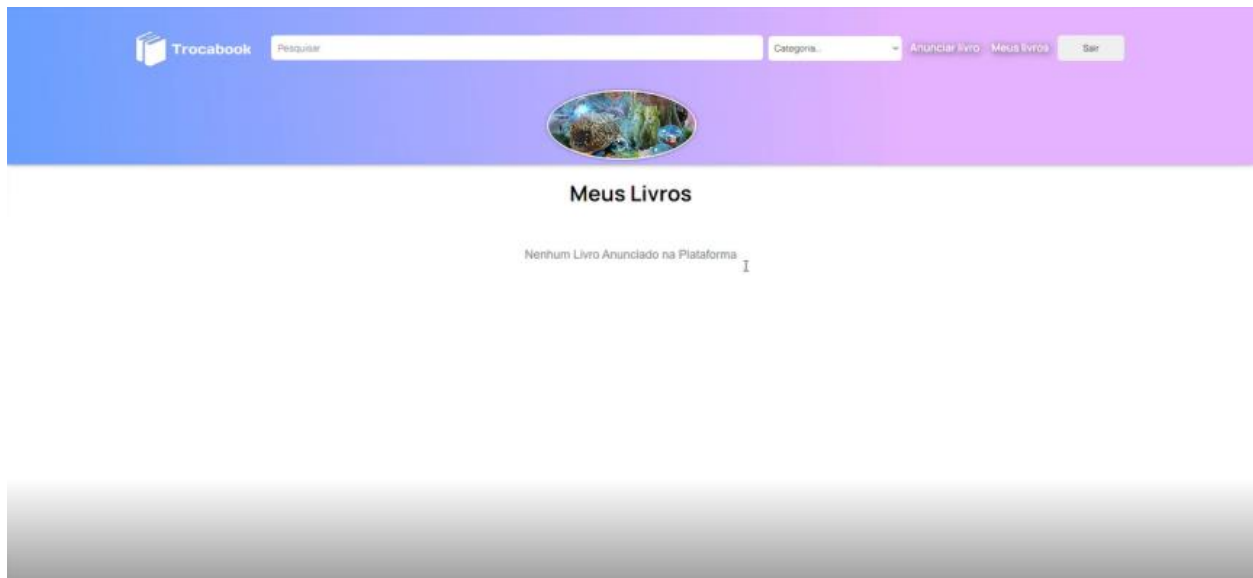 Trocabook
Pesquisar
Categoria..
Anunciar livro
Meus livros
Sair
Meus Livros
Nenhum Livro Anunciado na Plataforma